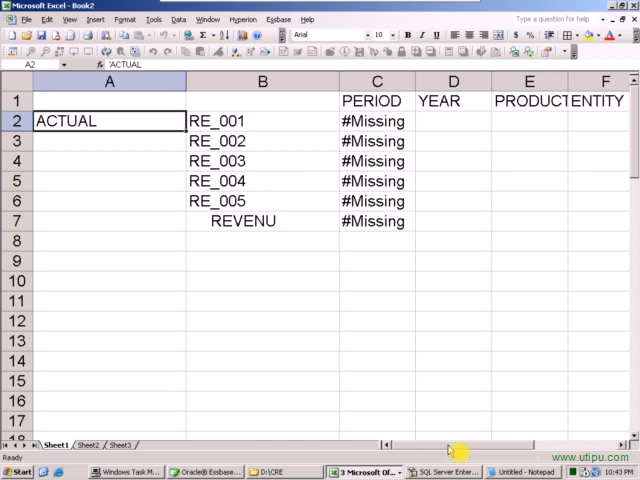 Microsoft Excel - Book2
File Edit View Insert Format Tools Data Window Hyperion Essbase Help Type a question for help
Arial 10 B I U
A2 fx 'ACTUAL
A B C D E F
1 PERIOD YEAR PRODUCT ENTITY
2 ACTUAL RE_001 #Missing
3 RE_002 #Missing
4 RE_003 #Missing
5 RE_004 #Missing
6 RE_005 #Missing
7 REVENU #Missing
8
9
10
11
12
13
14
15
16
17
18
Sheet1 Sheet2 Sheet3
Ready
www.utipu.com
Start Windows Task M... Oracle® Essbase... D:\CRE 3 Microsoft Of... SQL Server Enter... Untitled - Notepad 10:43 PM